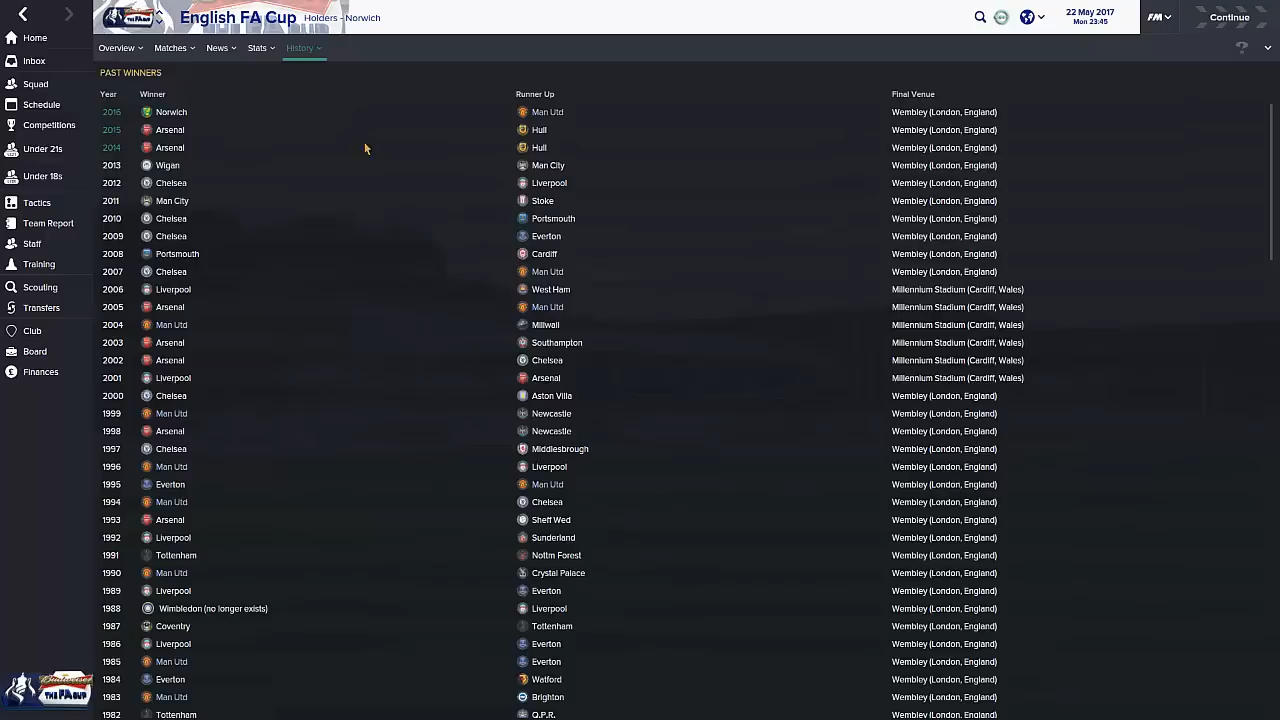 English FA Cup Holders - Norwich
22 May 2017
Mon 23:45
FM
Continue
Home
Inbox
Squad
Schedule
Competitions
Under 21s
Under 18s
Tactics
Team Report
Staff
Training
Scouting
Transfers
Club
Board
Finances
Budweiser
THE FA CUP
Overview Matches News Stats History
PAST WINNERS
Year Winner Runner Up Final Venue
2016 Norwich Man Utd Wembley (London, England)
2015 Arsenal Hull Wembley (London, England)
2014 Arsenal Hull Wembley (London, England)
2013 Wigan Man City Wembley (London, England)
2012 Chelsea Liverpool Wembley (London, England)
2011 Man City Stoke Wembley (London, England)
2010 Chelsea Portsmouth Wembley (London, England)
2009 Chelsea Everton Wembley (London, England)
2008 Portsmouth Cardiff Wembley (London, England)
2007 Chelsea Man Utd Wembley (London, England)
2006 Liverpool West Ham Millennium Stadium (Cardiff, Wales)
2005 Arsenal Man Utd Millennium Stadium (Cardiff, Wales)
2004 Man Utd Millwall Millennium Stadium (Cardiff, Wales)
2003 Arsenal Southampton Millennium Stadium (Cardiff, Wales)
2002 Arsenal Chelsea Millennium Stadium (Cardiff, Wales)
2001 Liverpool Arsenal Millennium Stadium (Cardiff, Wales)
2000 Chelsea Aston Villa Wembley (London, England)
1999 Man Utd Newcastle Wembley (London, England)
1998 Arsenal Newcastle Wembley (London, England)
1997 Chelsea Middlesbrough Wembley (London, England)
1996 Man Utd Liverpool Wembley (London, England)
1995 Everton Man Utd Wembley (London, England)
1994 Man Utd Chelsea Wembley (London, England)
1993 Arsenal Sheff Wed Wembley (London, England)
1992 Liverpool Sunderland Wembley (London, England)
1991 Tottenham Nottm Forest Wembley (London, England)
1990 Man Utd Crystal Palace Wembley (London, England)
1989 Liverpool Everton Wembley (London, England)
1988 Wimbledon (no longer exists) Liverpool Wembley (London, England)
1987 Coventry Tottenham Wembley (London, England)
1986 Liverpool Everton Wembley (London, England)
1985 Man Utd Everton Wembley (London, England)
1984 Everton Watford Wembley (London, England)
1983 Man Utd Brighton Wembley (London, England)
1982 Tottenham Q.P.R. Wembley (London, England)